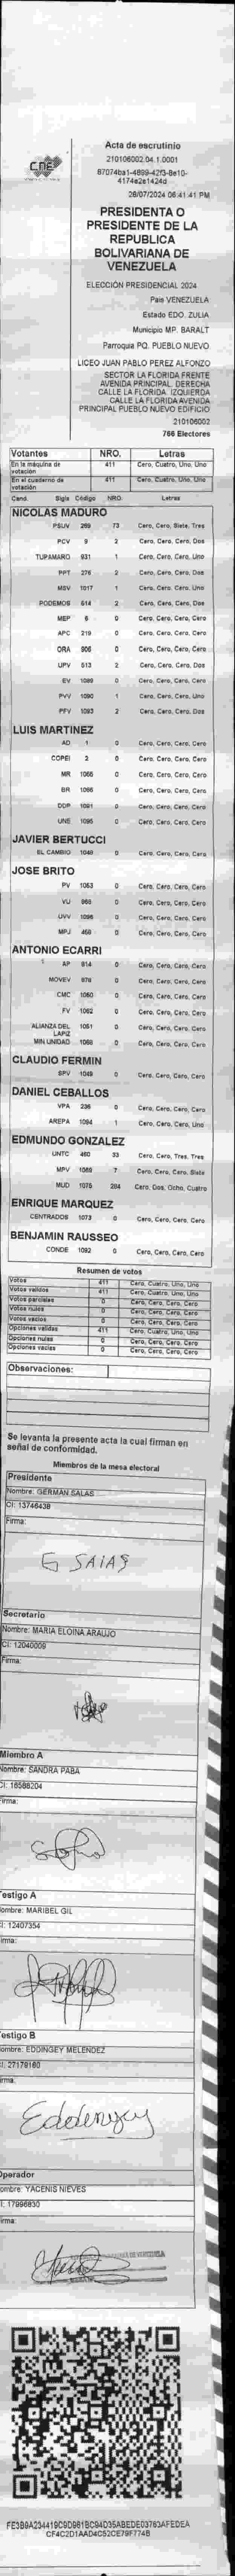 CNE
Acta de escrutinio
210106002.04.1.0001
87074ba1-4899-42f3-8e10-
4174e2e1424d
28/07/2024 06:41:41 PM
PRESIDENTA O
PRESIDENTE DE LA
REPUBLICA
BOLIVARIANA DE
VENEZUELA
ELECCIÓN PRESIDENCIAL 2024
País VENEZUELA
Estado EDO. ZULIA
Municipio MP. BARALT
Parroquia PQ. PUEBLO NUEVO
LICEO JUAN PABLO PEREZ ALFONZO
SECTOR LA FLORIDA FRENTE
AVENIDA PRINCIPAL. DERECHA
CALLE LA FLORIDA. IZQUIERDA
CALLE LA FLORIDA AVENIDA
PRINCIPAL PUEBLO NUEVO EDIFICIO
210106002
766 Electores
Votantes NRO. Letras
En la máquina de votación 411 Cero, Cuatro, Uno, Uno
En el cuaderno de votación 411 Cero, Cuatro, Uno, Uno
Cand. Sigla Código NRO. Letras
NICOLAS MADURO
PSUV 269 73 Cero, Cero, Siete, Tres
PCV 9 2 Cero, Cero, Cero, Dos
TUPAMARO 931 1 Cero, Cero, Cero, Uno
PPT 276 2 Cero, Cero, Cero, Dos
MSV 1017 1 Cero, Cero, Cero, Uno
PODEMOS 614 2 Cero, Cero, Cero, Dos
MEP 6 0 Cero, Cero, Cero, Cero
APC 219 0 Cero, Cero, Cero, Cero
ORA 906 0 Cero, Cero, Cero, Cero
UPV 513 2 Cero, Cero, Cero, Dos
EV 1089 0 Cero, Cero, Cero, Cero
PVV 1090 1 Cero, Cero, Cero, Uno
PFV 1093 2 Cero, Cero, Cero, Dos
LUIS MARTINEZ
AD 1 0 Cero, Cero, Cero, Cero
COPEI 2 0 Cero, Cero, Cero, Cero
MR 1066 0 Cero, Cero, Cero, Cero
BR 1086 0 Cero, Cero, Cero, Cero
DDP 1091 0 Cero, Cero, Cero, Cero
UNE 1095 0 Cero, Cero, Cero, Cero
JAVIER BERTUCCI
EL CAMBIO 1048 0 Cero, Cero, Cero, Cero
JOSE BRITO
PV 1053 0 Cero, Cero, Cero, Cero
VU 969 0 Cero, Cero, Cero, Cero
UVV 1096 0 Cero, Cero, Cero, Cero
MPJ 459 0 Cero, Cero, Cero, Cero
ANTONIO ECARRI
AP 814 0 Cero, Cero, Cero, Cero
MOVEV 978 0 Cero, Cero, Cero, Cero
CMC 1050 0 Cero, Cero, Cero, Cero
FV 1062 0 Cero, Cero, Cero, Cero
ALIANZA DEL LAPIZ 1051 0 Cero, Cero, Cero, Cero
MIN UNIDAD 1068 0 Cero, Cero, Cero, Cero
CLAUDIO FERMIN
SPV 1049 0 Cero, Cero, Cero, Cero
DANIEL CEBALLOS
VPA 236 0 Cero, Cero, Cero, Cero
AREPA 1094 1 Cero, Cero, Cero, Uno
EDMUNDO GONZALEZ
UNTC 460 33 Cero, Cero, Tres, Tres
MPV 1069 7 Cero, Cero, Cero, Siete
MUD 1075 284 Cero, Dos, Ocho, Cuatro
ENRIQUE MARQUEZ
CENTRADOS 1073 0 Cero, Cero, Cero, Cero
BENJAMIN RAUSSEO
CONDE 1092 0 Cero, Cero, Cero, Cero
Resumen de votos
Votos 411 Cero, Cuatro, Uno, Uno
Votos válidos 411 Cero, Cuatro, Uno, Uno
Votos parciales 0 Cero, Cero, Cero, Cero
Votos nulos 0 Cero, Cero, Cero, Cero
Votos vacíos 0 Cero, Cero, Cero, Cero
Opciones válidas 411 Cero, Cuatro, Uno, Uno
Opciones nulas 0 Cero, Cero, Cero, Cero
Opciones vacías 0 Cero, Cero, Cero, Cero
Observaciones:
Se levanta la presente acta la cual firman en
señal de conformidad.
Miembros de la mesa electoral
Presidente
Nombre: GERMAN SALAS
CI: 13746438
Firma:
G SAlAS
Secretario
Nombre: MARIA ELOINA ARAUJO
CI: 12040009
Firma:
Miembro A
Nombre: SANDRA PABA
CI: 16586204
Firma:
Testigo A
ombre: MARIBEL GIL
I: 12407354
irma:
estigo B
ombre: EDDINGEY MELENDEZ
I: 27179160
irma:
Eddengey
Operador
ombre: YACENIS NIEVES
I: 17996830
irma:
FE3B9A234419C9D961BC94D35ABEDE03763AFEDEA
CF4C2D1AAD4C52CE79F774B